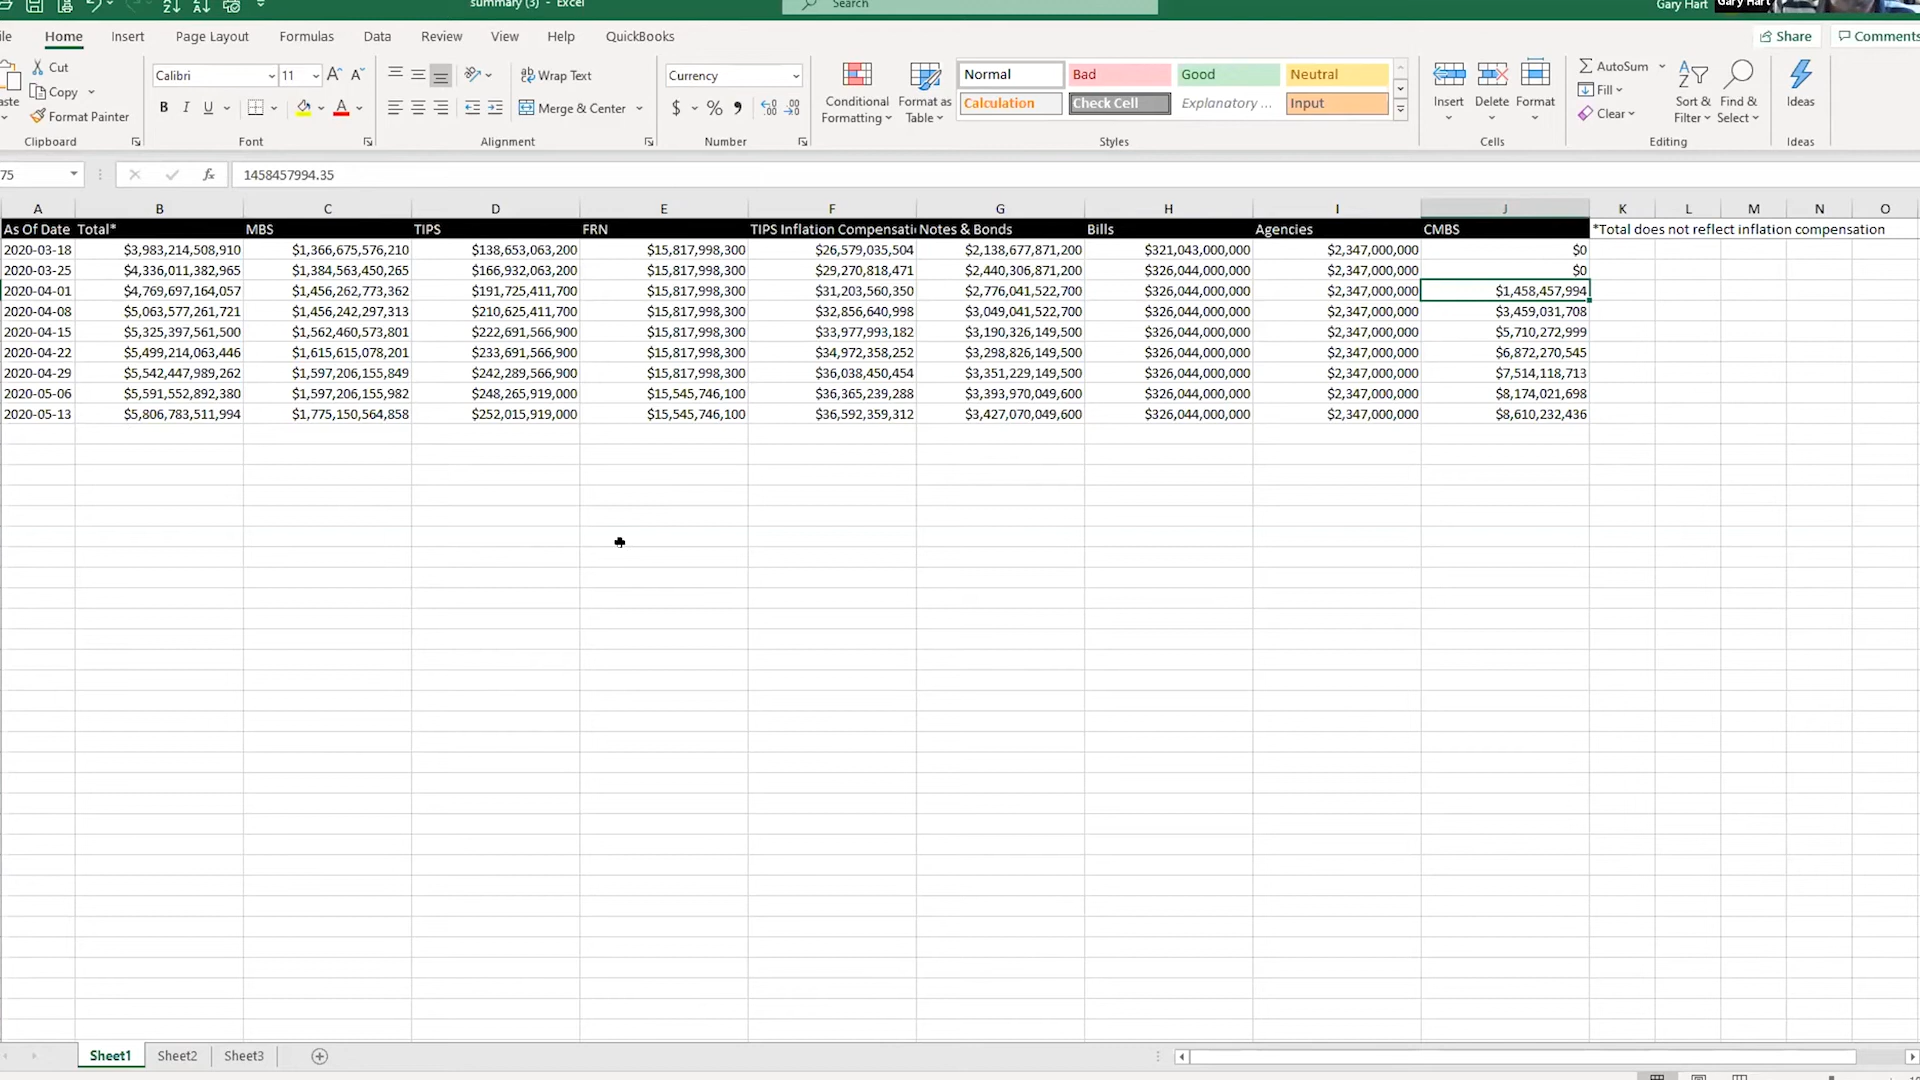 summary (3) - Excel
Search
Gary Hart
Gary Hart
Home Insert Page Layout Formulas Data Review View Help QuickBooks
Share Comments
Cut
Copy
Format Painter
Clipboard
Calibri 11
B I U
Font
Wrap Text
Merge & Center
Alignment
Currency
$ % ,
Number
Conditional Formatting
Format as Table
Normal Bad Good Neutral
Calculation Check Cell Explanatory ... Input
Styles
Insert Delete Format
Cells
AutoSum
Fill
Clear
Sort & Filter
Find & Select
Editing
Ideas
Ideas
75 fx 1458457994.35
A B C D E F G H I J K L M N O
As Of Date Total* MBS TIPS FRN TIPS Inflation Compensati Notes & Bonds Bills Agencies CMBS *Total does not reflect inflation compensation
2020-03-18 $3,983,214,508,910 $1,366,675,576,210 $138,653,063,200 $15,817,998,300 $26,579,035,504 $2,138,677,871,200 $321,043,000,000 $2,347,000,000 $0
2020-03-25 $4,336,011,382,965 $1,384,563,450,265 $166,932,063,200 $15,817,998,300 $29,270,818,471 $2,440,306,871,200 $326,044,000,000 $2,347,000,000 $0
2020-04-01 $4,769,697,164,057 $1,456,262,773,362 $191,725,411,700 $15,817,998,300 $31,203,560,350 $2,776,041,522,700 $326,044,000,000 $2,347,000,000 $1,458,457,994
2020-04-08 $5,063,577,261,721 $1,456,242,297,313 $210,625,411,700 $15,817,998,300 $32,856,640,998 $3,049,041,522,700 $326,044,000,000 $2,347,000,000 $3,459,031,708
2020-04-15 $5,325,397,561,500 $1,562,460,573,801 $222,691,566,900 $15,817,998,300 $33,977,993,182 $3,190,326,149,500 $326,044,000,000 $2,347,000,000 $5,710,272,999
2020-04-22 $5,499,214,063,446 $1,615,615,078,201 $233,691,566,900 $15,817,998,300 $34,972,358,252 $3,298,826,149,500 $326,044,000,000 $2,347,000,000 $6,872,270,545
2020-04-29 $5,542,447,989,262 $1,597,206,155,849 $242,289,566,900 $15,817,998,300 $36,038,450,454 $3,351,229,149,500 $326,044,000,000 $2,347,000,000 $7,514,118,713
2020-05-06 $5,591,552,892,380 $1,597,206,155,982 $248,265,919,000 $15,545,746,100 $36,365,239,288 $3,393,970,049,600 $326,044,000,000 $2,347,000,000 $8,174,021,698
2020-05-13 $5,806,783,511,994 $1,775,150,564,858 $252,015,919,000 $15,545,746,100 $36,592,359,312 $3,427,070,049,600 $326,044,000,000 $2,347,000,000 $8,610,232,436
Sheet1 Sheet2 Sheet3